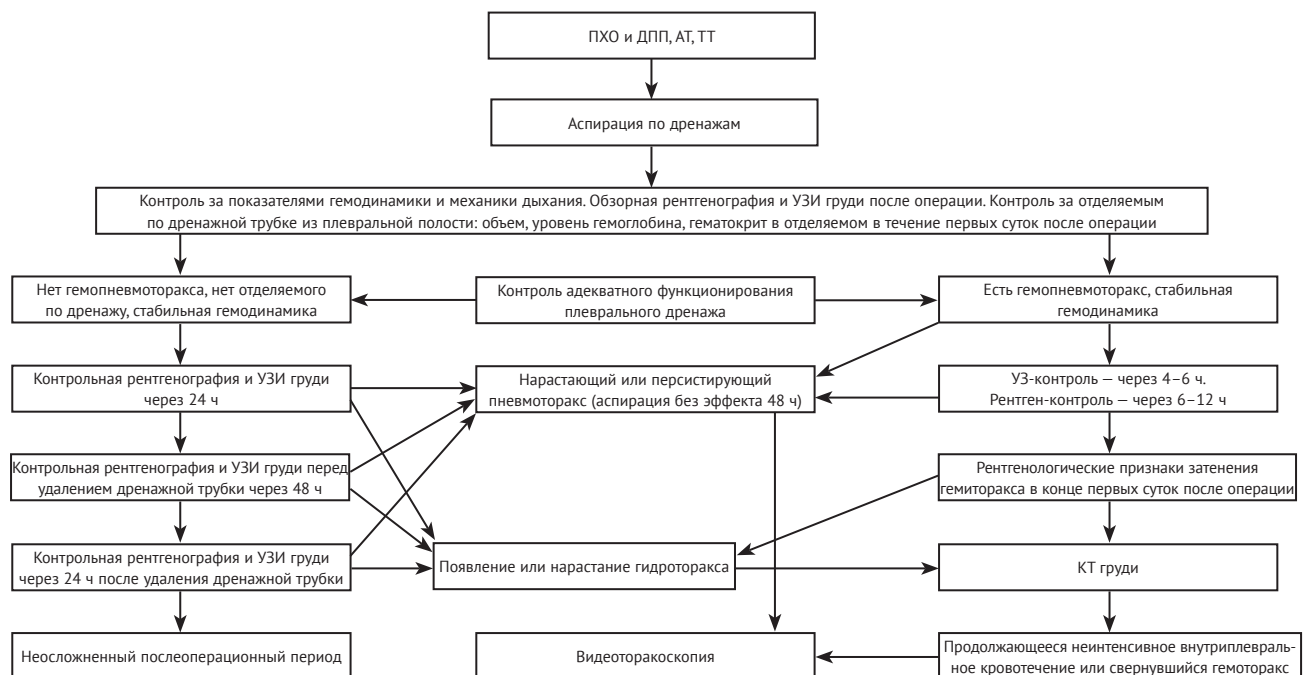 ПХО и ДПП, АТ, ТТ
Аспирация по дренажам
Контроль за показателями гемодинамики и механики дыхания. Обзорная рентгенография и УЗИ груди после операции. Контроль за отделяемым
по дренажной трубке из плевральной полости: объем, уровень гемоглобина, гематокрит в отделяемом в течение первых суток после операции
Нет гемопневмоторакса, нет отделяемого
по дренажу, стабильная гемодинамика
Контроль адекватного функционирования
плеврального дренажа
Есть гемопневмоторакс, стабильная
гемодинамика
Контрольная рентгенография и УЗИ груди
через 24 ч
Нарастающий или персистирующий
пневмоторакс (аспирация без эффекта 48 ч)
УЗ-контроль – через 4–6 ч.
Рентген-контроль – через 6–12 ч
Контрольная рентгенография и УЗИ груди перед
удалением дренажной трубки через 48 ч
Рентгенологические признаки затенения
гемиторакса в конце первых суток после операции
Контрольная рентгенография и УЗИ груди
через 24 ч после удаления дренажной трубки
Появление или нарастание гидроторакса
КТ груди
Неосложненный послеоперационный период
Видеоторакоскопия
Продолжающееся неинтенсивное внутриплевраль-
ное кровотечение или свернувшийся гемоторакс